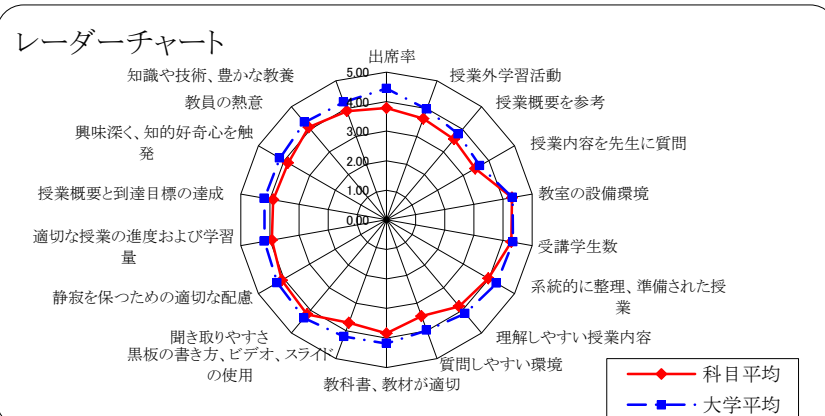 レーダーチャート
出席率
授業外学習活動
授業概要を参考
授業内容を先生に質問
教室の設備環境
受講学生数
系統的に整理、準備された授
業
理解しやすい授業内容
質問しやすい環境
教科書、教材が適切
黒板の書き方、ビデオ、スライド
の使用
聞き取りやすさ
静寂を保つための適切な配慮
適切な授業の進度および学習
量
授業概要と到達目標の達成
興味深く、知的好奇心を触
発
教員の熱意
知識や技術、豊かな教養
5.00
4.00
3.00
2.00
1.00
0.00
科目平均
大学平均